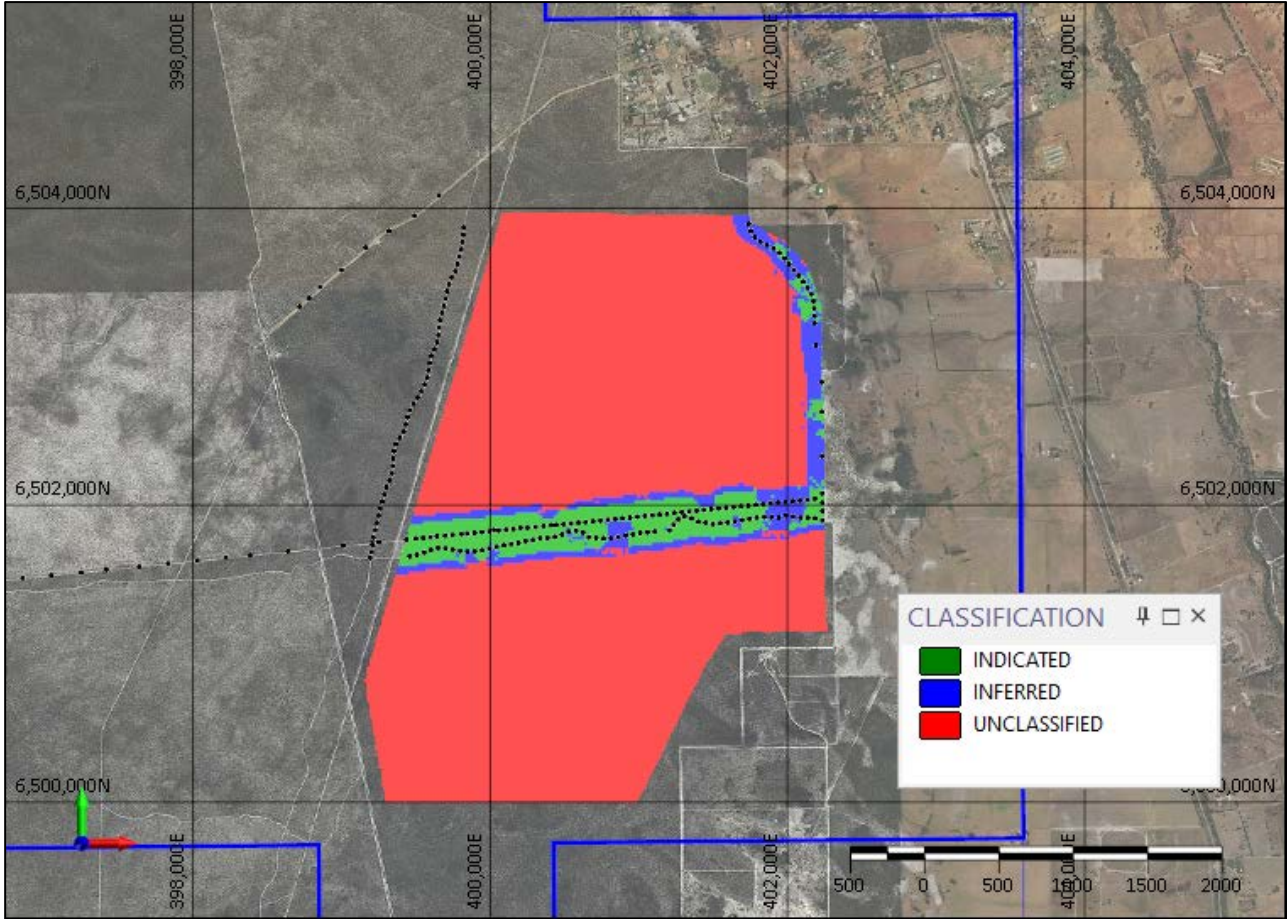 398,000E
400,000E
402,000E
404,000E
6,504,000N
6,504,000N
6,502,000N
6,502,000N
CLASSIFICATION
INDICATED
INFERRED
UNCLASSIFIED
6,500,000N
398,000E
400,000E
402,000E
500
0
500
1000
1500
2000